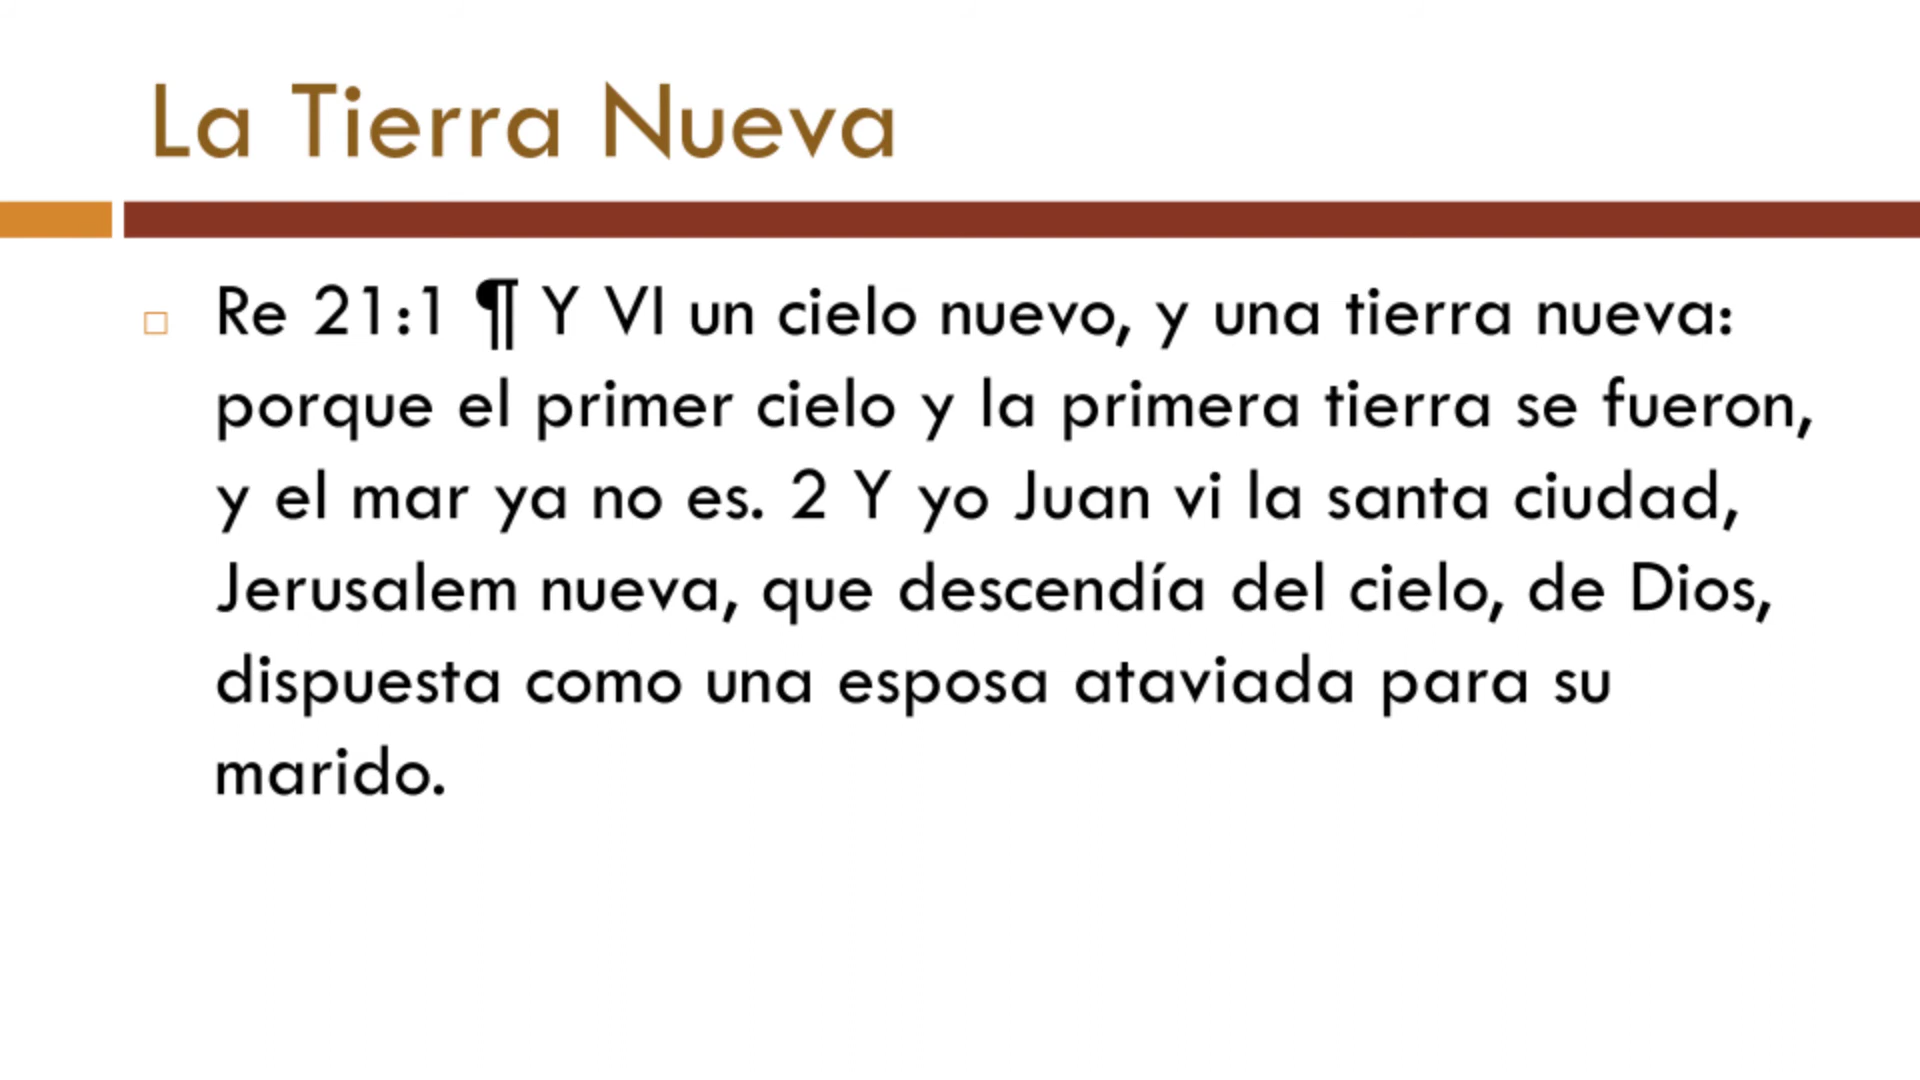 La Tierra Nueva
Re 21:1 ¶ Y VI un cielo nuevo, y una tierra nueva:
porque el primer cielo y la primera tierra se fueron,
y el mar ya no es. 2 Y yo Juan vi la santa ciudad,
Jerusalem nueva, que descendía del cielo, de Dios,
dispuesta como una esposa ataviada para su
marido.